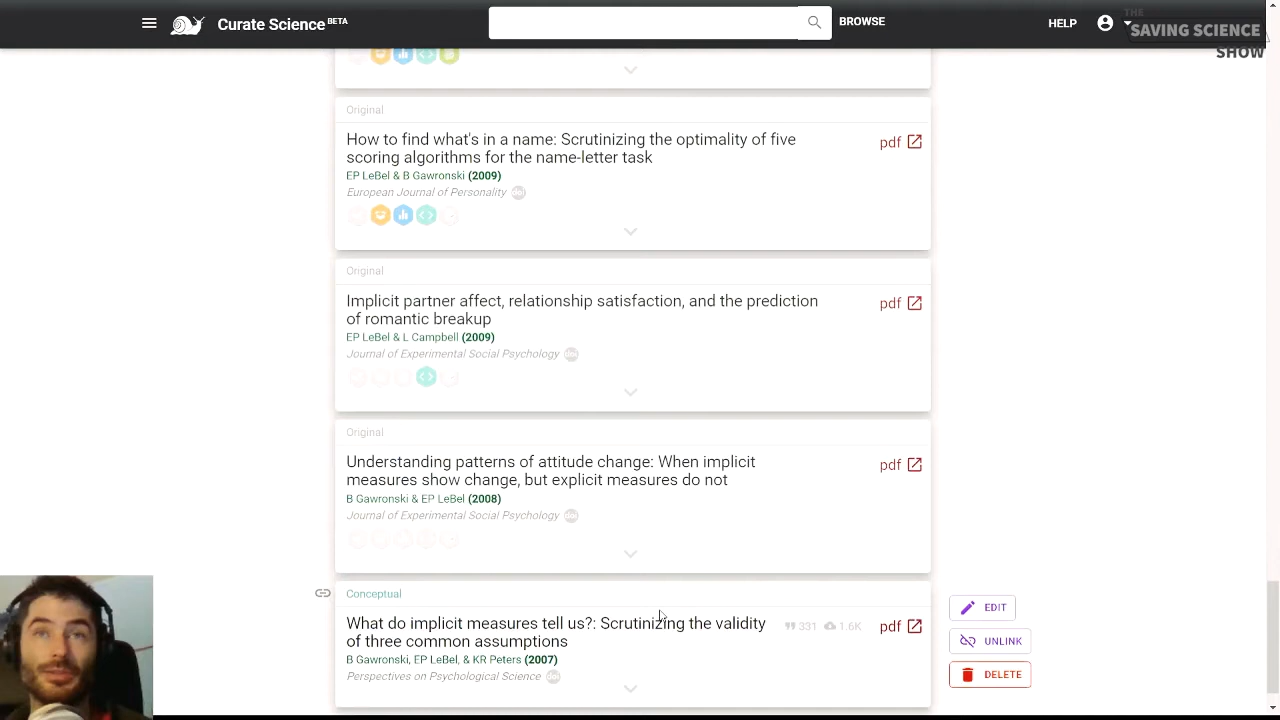 Curate Science BETA
BROWSE
HELP
THE
SAVING SCIENCE
SHOW
Original
How to find what's in a name: Scrutinizing the optimality of five
scoring algorithms for the name-letter task
pdf
EP LeBel & B Gawronski (2009)
European Journal of Personality doi
Original
Implicit partner affect, relationship satisfaction, and the prediction
of romantic breakup
pdf
EP LeBel & L Campbell (2009)
Journal of Experimental Social Psychology doi
Original
Understanding patterns of attitude change: When implicit
measures show change, but explicit measures do not
pdf
B Gawronski & EP LeBel (2008)
Journal of Experimental Social Psychology doi
Conceptual
What do implicit measures tell us?: Scrutinizing the validity
of three common assumptions
331 1.6K pdf
B Gawronski, EP LeBel, & KR Peters (2007)
Perspectives on Psychological Science doi
EDIT
UNLINK
DELETE